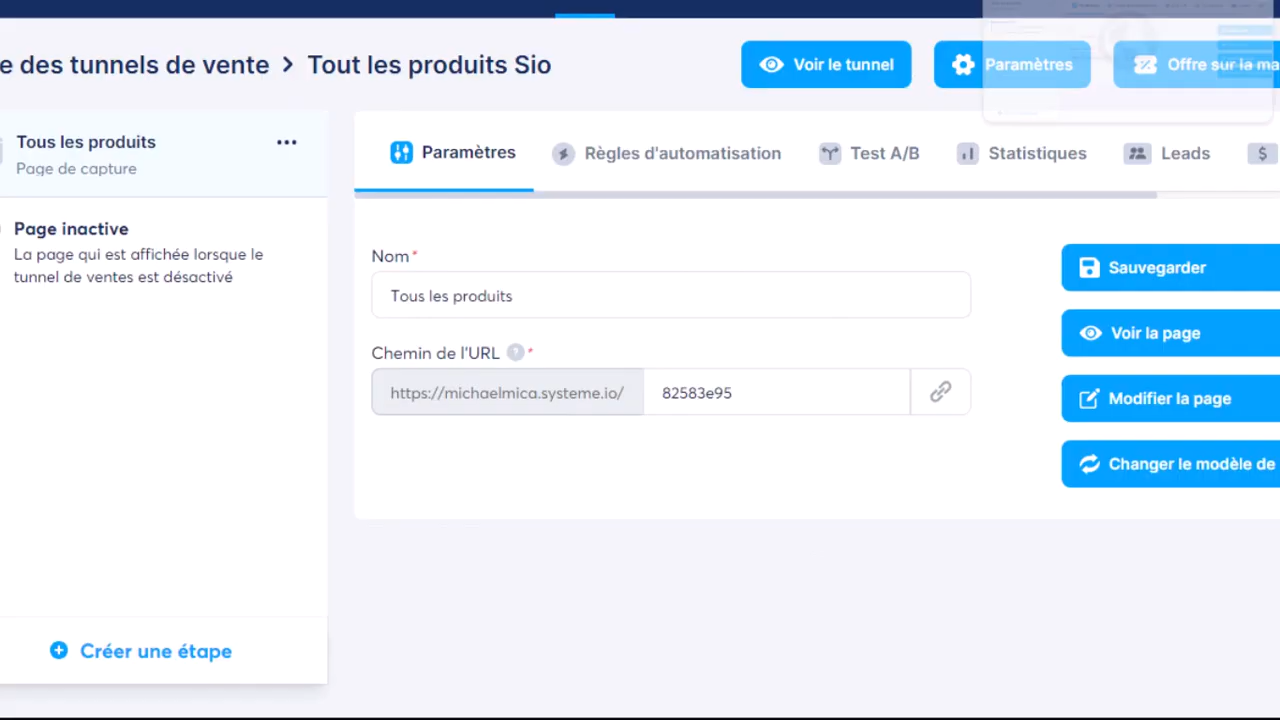 e des tunnels de vente > Tout les produits Sio
Voir le tunnel
Paramètres
Offre sur la ma
Tous les produits
Page de capture
Page inactive
La page qui est affichée lorsque le
tunnel de ventes est désactivé
Créer une étape
Paramètres
Règles d'automatisation
Test A/B
Statistiques
Leads
$
Nom *
Tous les produits
Chemin de l'URL ? *
https://michaelmica.systeme.io/
82583e95
Sauvegarder
Voir la page
Modifier la page
Changer le modèle de